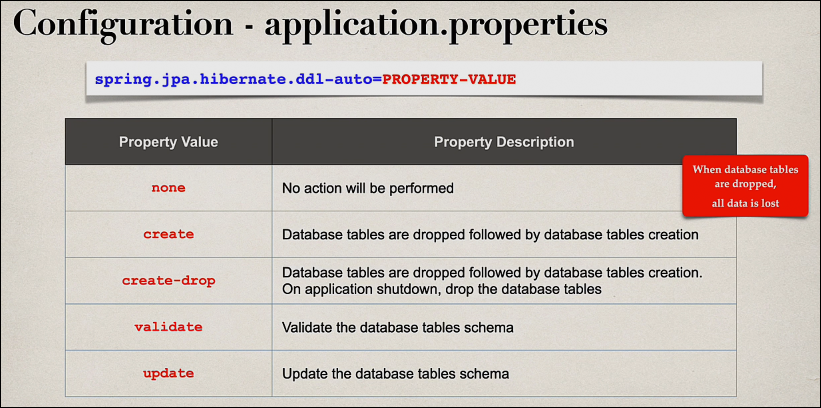 Configuration - application.properties
spring.jpa.hibernate.ddl-auto=PROPERTY-VALUE
Property Value
Property Description
When database tables
are dropped,
all data is lost
none
No action will be performed
create
Database tables are dropped followed by database tables creation
create-drop
Database tables are dropped followed by database tables creation.
On application shutdown, drop the database tables
validate
Validate the database tables schema
update
Update the database tables schema